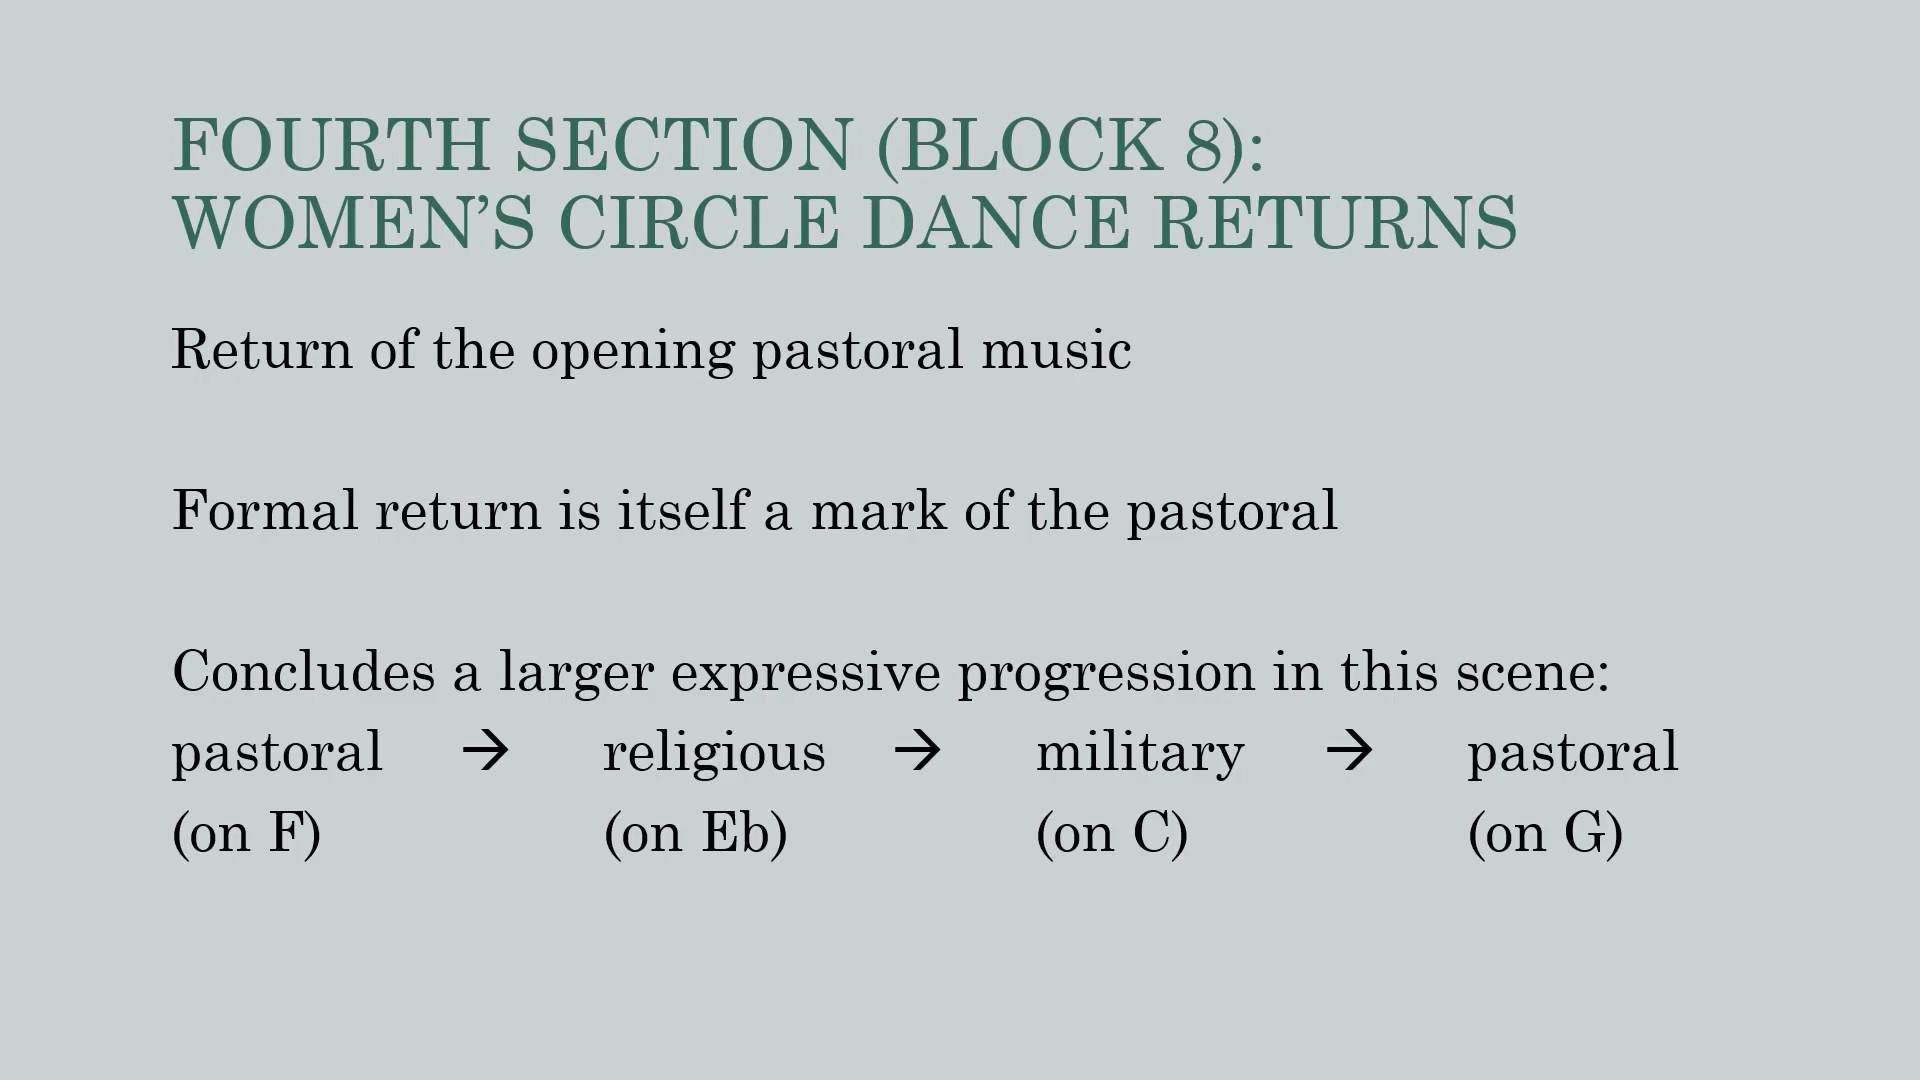 FOURTH SECTION (BLOCK 8):
WOMEN’S CIRCLE DANCE RETURNS
Return of the opening pastoral music
Formal return is itself a mark of the pastoral
Concludes a larger expressive progression in this scene:
pastoral → religious → military → pastoral
(on F) (on Eb) (on C) (on G)